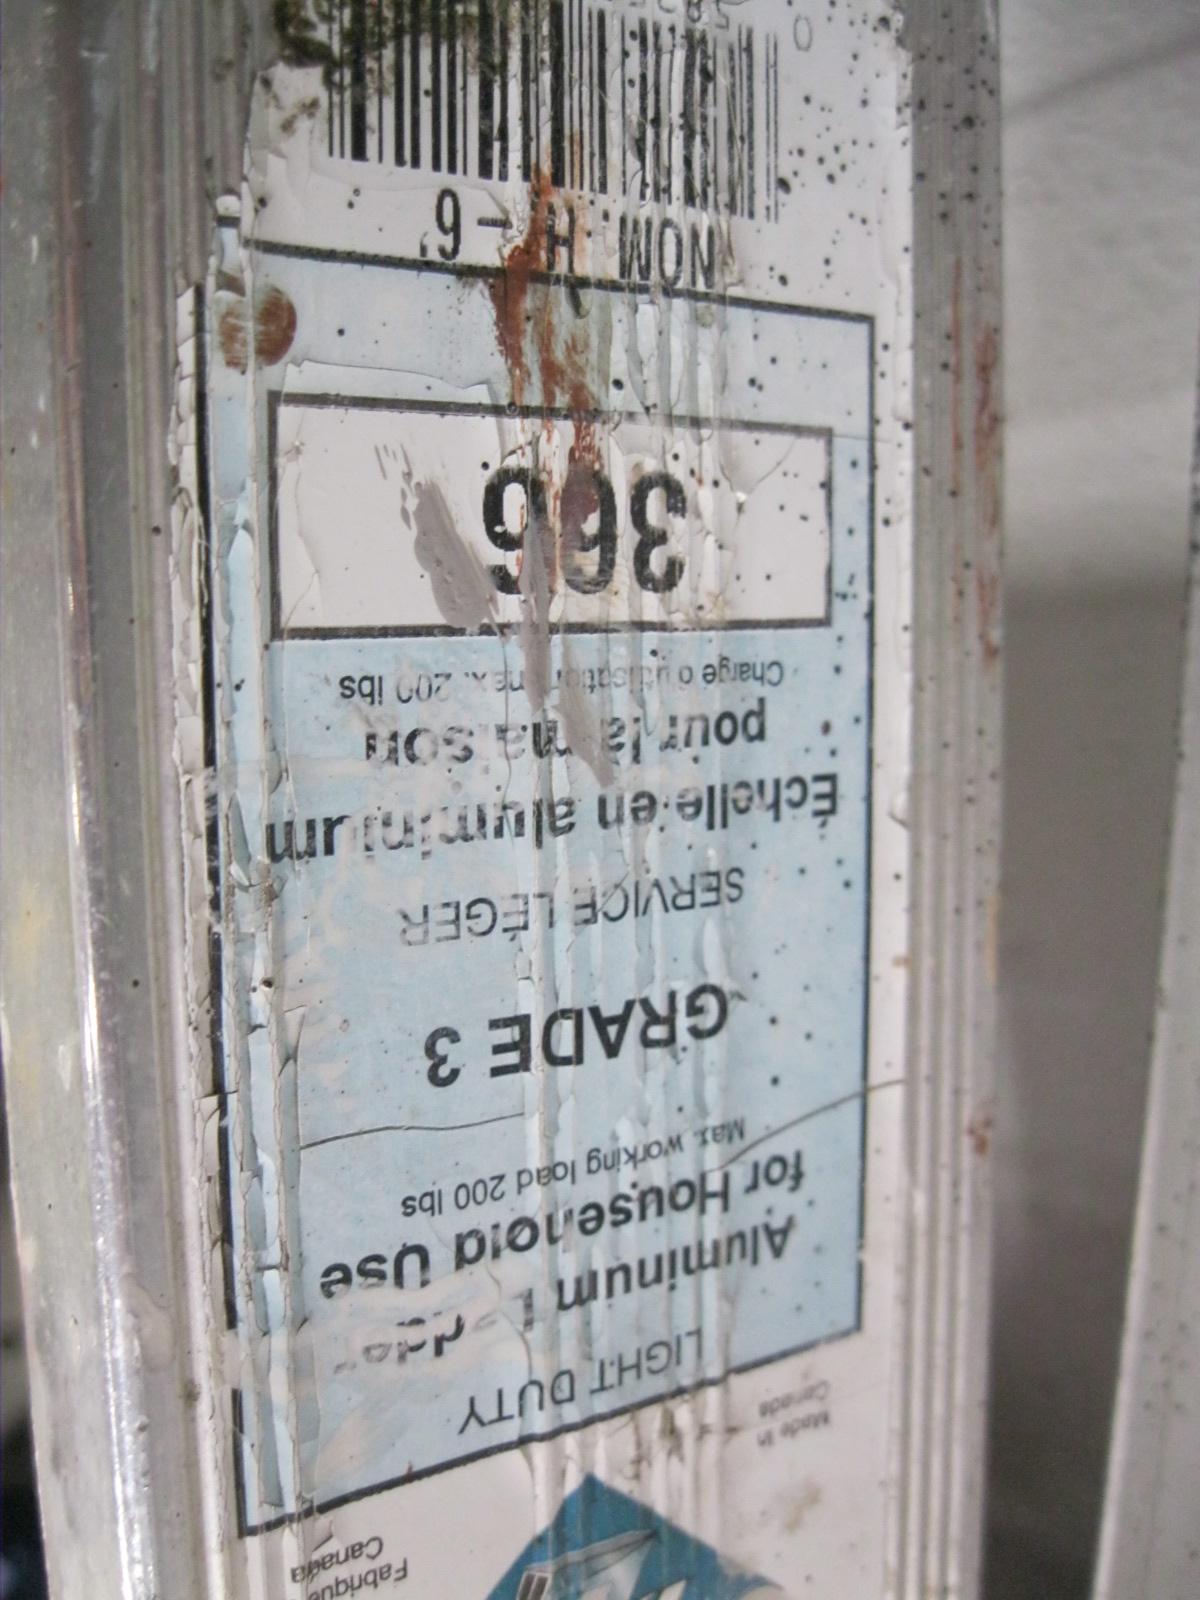 Made in
Canada
Fabriqué
Canada
LIGHT DUTY
Aluminum Ladder
for Household Use
Max. working load 200 lbs
GRADE 3
SERVICE LÉGER
Échelle en aluminium
pour la maison
Charge d'utilisation max. 200 lbs
NOM. H - 6'